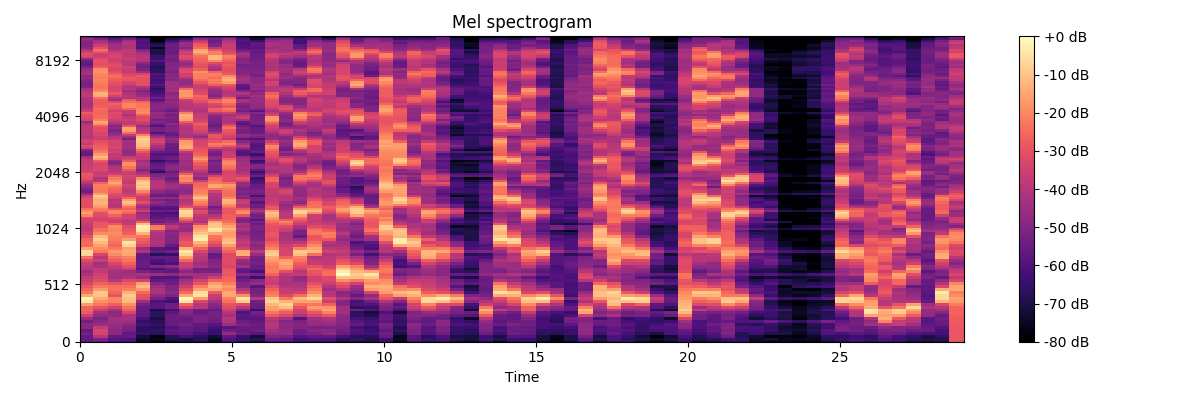 Mel spectrogram
Hz
8192
4096
2048
1024
512
0
0 5 10 15 20 25
Time
+0 dB
-10 dB
-20 dB
-30 dB
-40 dB
-50 dB
-60 dB
-70 dB
-80 dB